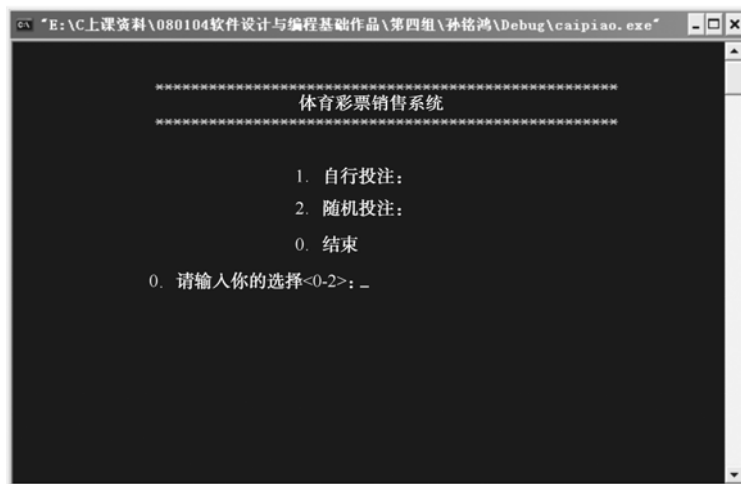 "E:\C上课资料\080104软件设计与编程基础作品\第四组\孙铭鸿\Debug\caipiao.exe"
****************************************************
体育彩票销售系统
****************************************************
1. 自行投注：
2. 随机投注：
0. 结束
0. 请输入你的选择<0-2>：_